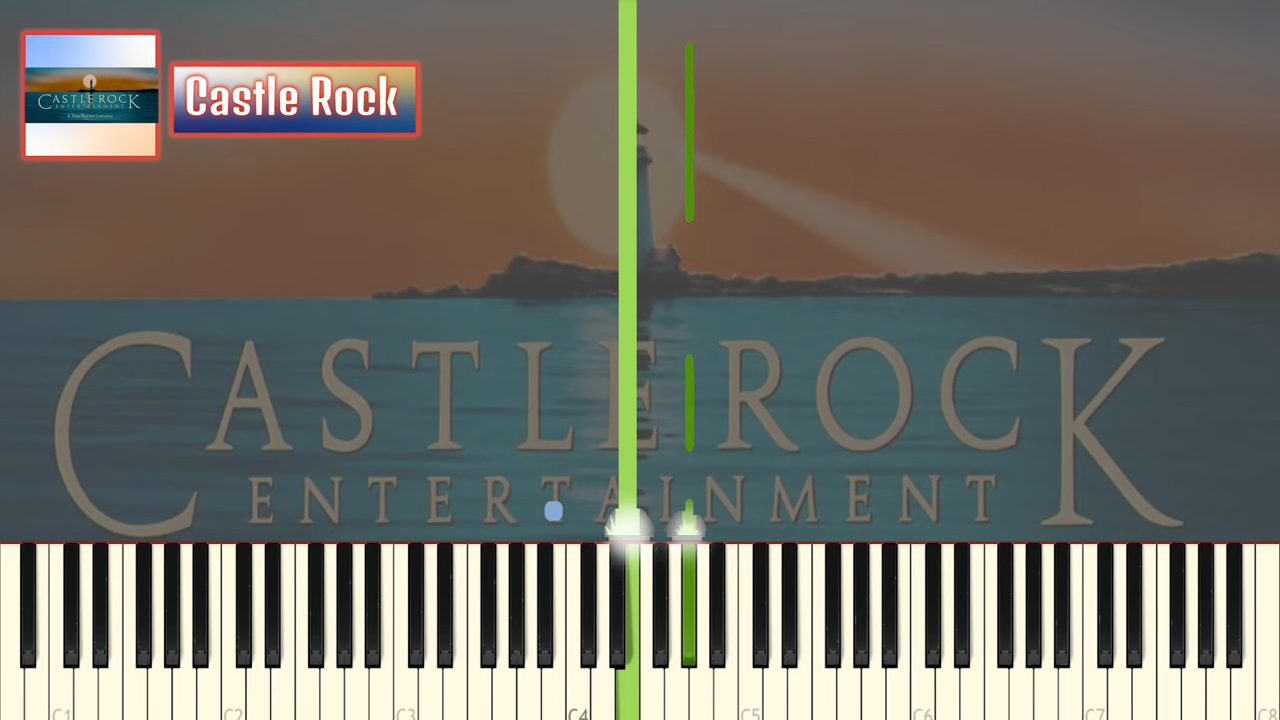 CASTLE ROCK
ENTERTAINMENT
Castle Rock
CASTLE ROCK
ENTERTAINMENT
C1 C2 C3 C4 C5 C6 C7 C8